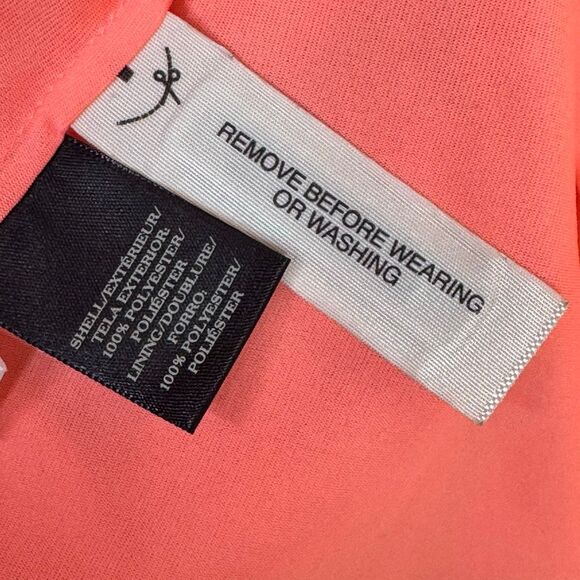 REMOVE BEFORE WEARING
OR WASHING
SHELL/EXTÉRIEUR/
TELA EXTERIOR:
100% POLYESTER/
POLIÉSTER
LINING/DOUBLURE/
FORRO:
100% POLYESTER/
POLIÉSTER